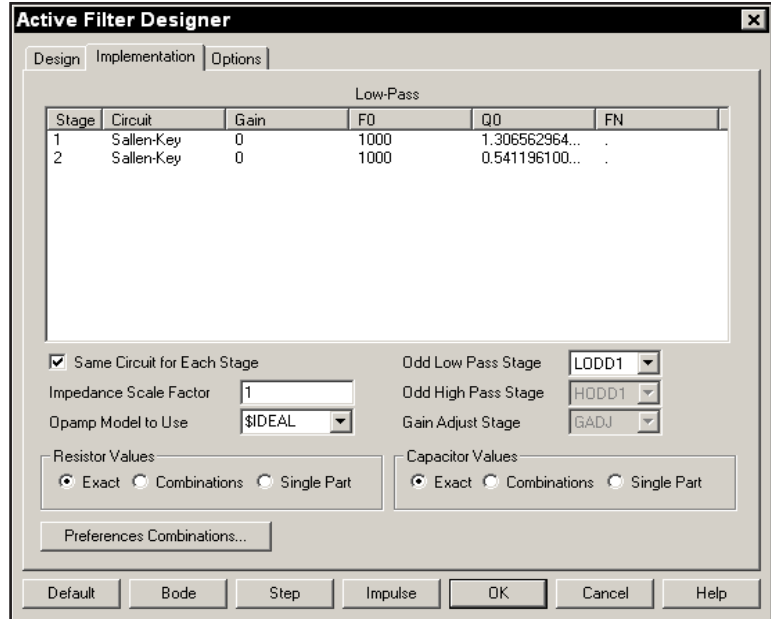 Active Filter Designer
Design Implementation Options
Low-Pass
Stage Circuit Gain F0 Q0 FN
1 Sallen-Key 0 1000 1.306562964... .
2 Sallen-Key 0 1000 0.541196100... .
Same Circuit for Each Stage Odd Low Pass Stage LODD1
Impedance Scale Factor 1 Odd High Pass Stage HODD1
Opamp Model to Use $IDEAL Gain Adjust Stage GADJ
Resistor Values Capacitor Values
Exact Combinations Single Part Exact Combinations Single Part
Preferences Combinations...
Default Bode Step Impulse OK Cancel Help